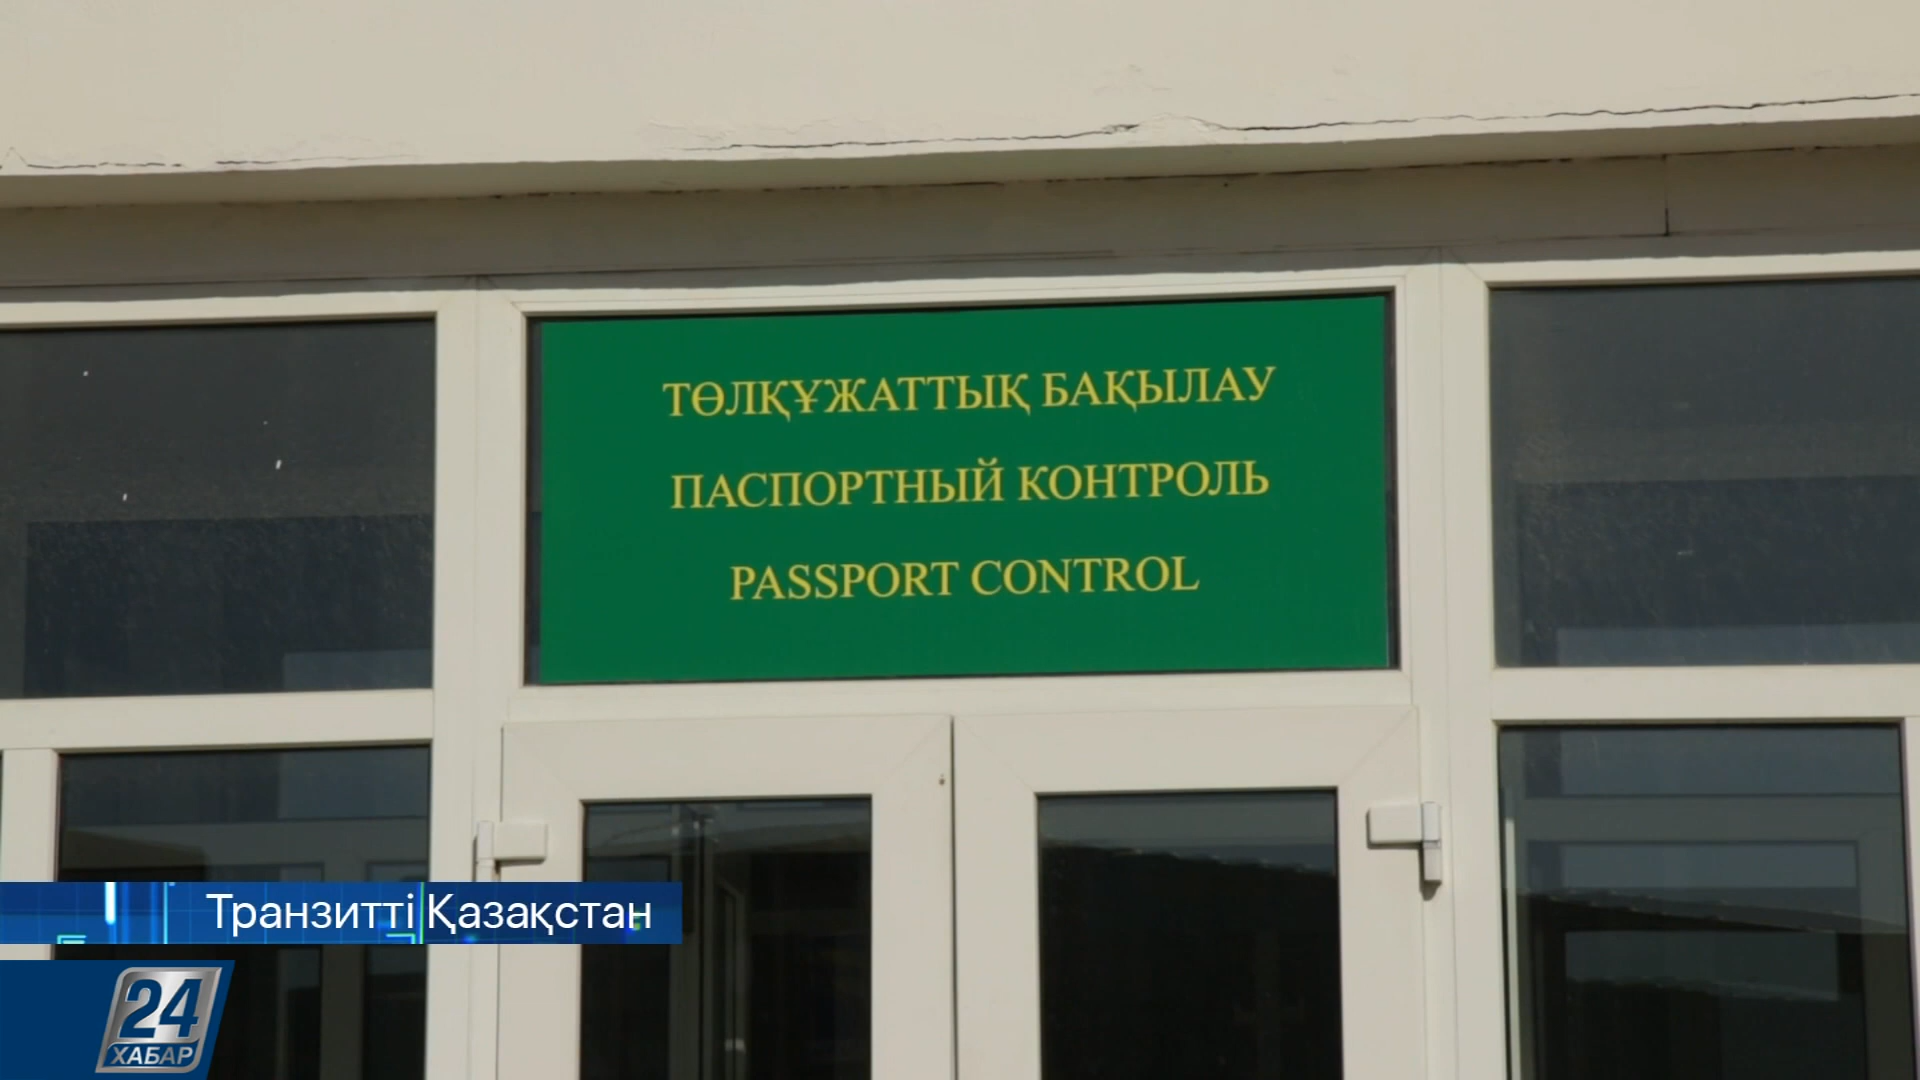 ТӨЛҚҰЖАТТЫҚ БАҚЫЛАУ
ПАСПОРТНЫЙ КОНТРОЛЬ
PASSPORT CONTROL
Транзитті Қазақстан
24
ХАБАР